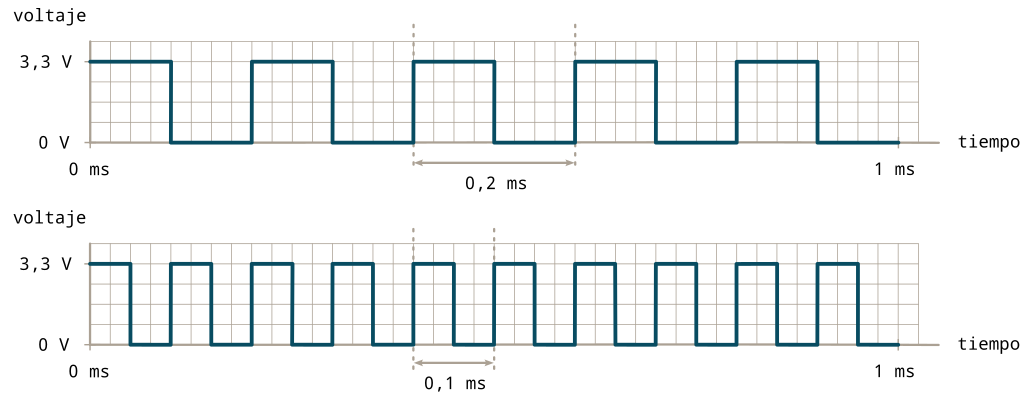 voltaje
3,3 V
0 V
tiempo
0 ms
1 ms
0,2 ms
voltaje
3,3 V
0 V
tiempo
0 ms
1 ms
0,1 ms